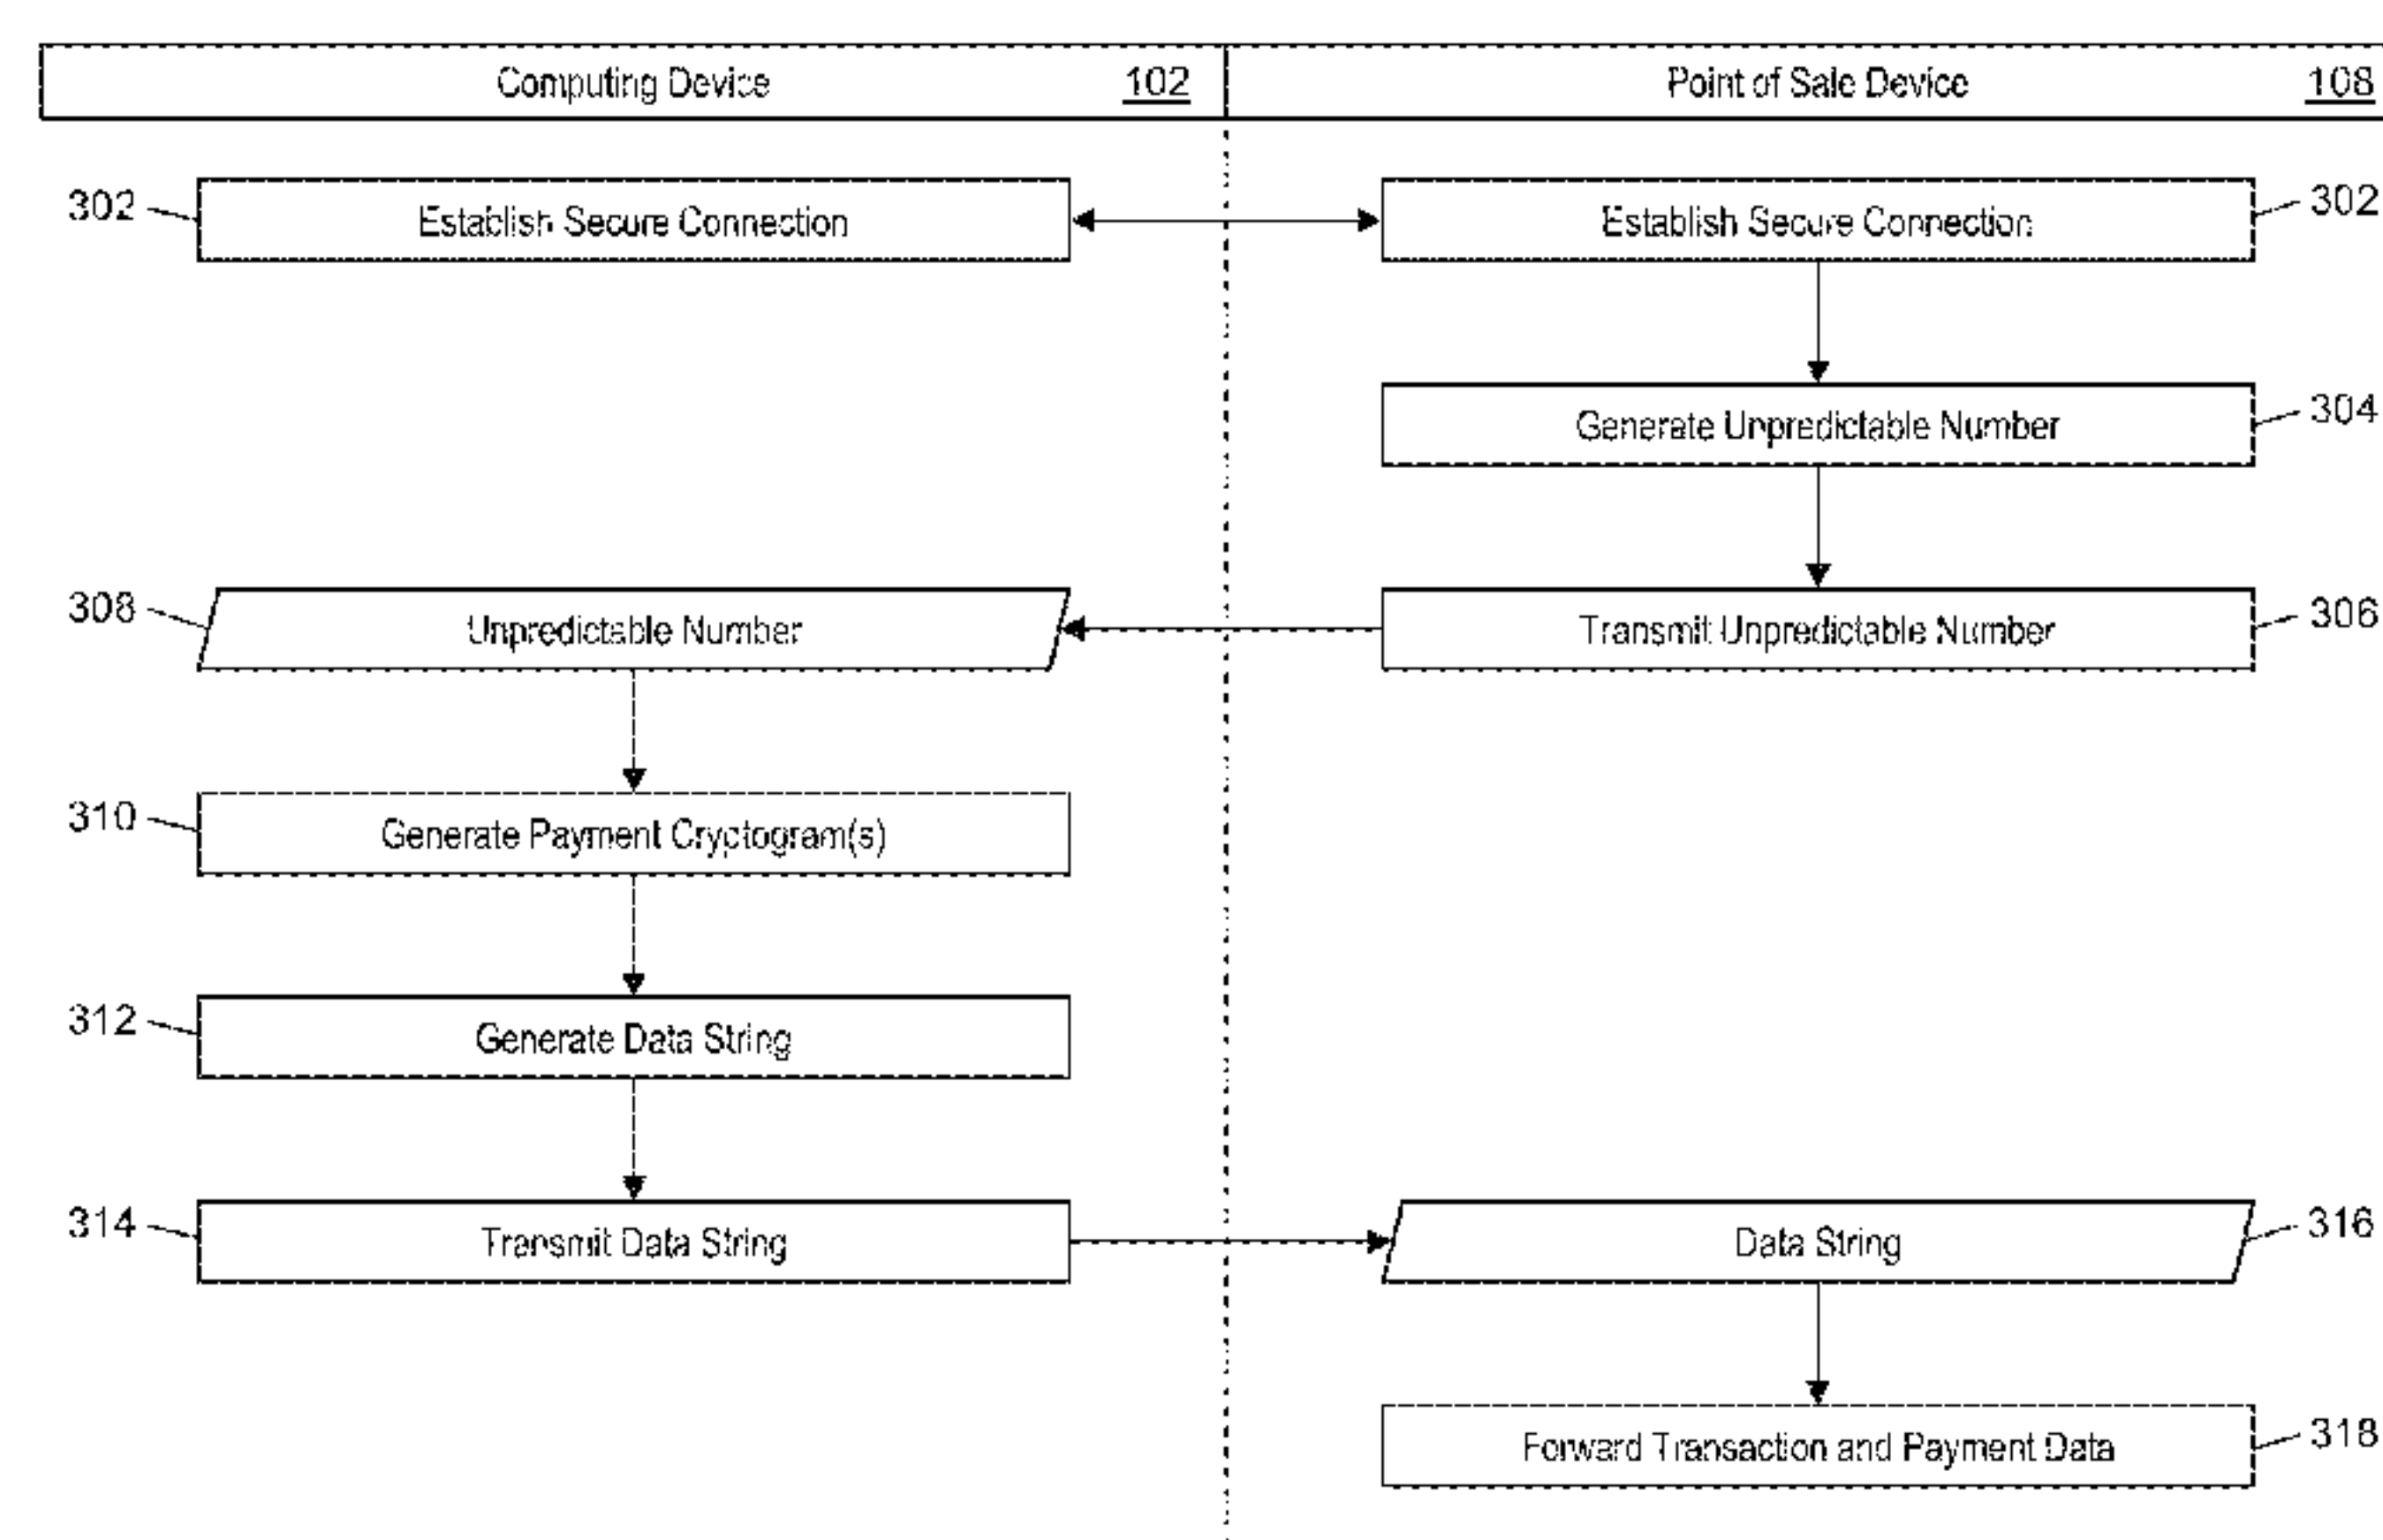 Computing Device 102 Point of Sale Device 108
302 Establish Secure Connection Establish Secure Connection 302
Generate Unpredictable Number 304
308 Unpredictable Number Transmit Unpredictable Number 306
310 Generate Payment Cryptogram(s)
312 Generate Data String
314 Transmit Data String Data String 316
Forward Transaction and Payment Data 318